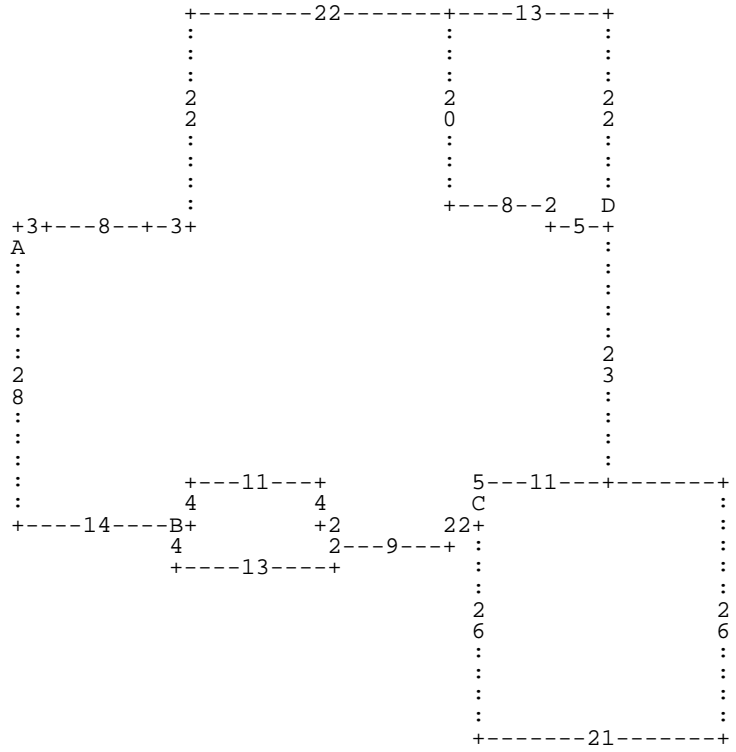 +--------22-------+----13----+
            :                 :          :
            :                 :          :
            :                 :          :
            2                 2          2
            2                 0          2
            :                 :          :
            :                 :          :
            :                 :          :
            :                 +---8--2   D
+3+---8--+-3+                        +-5-+
A                                        :
:                                        :
:                                        :
:                                        :
:                                        :
:                                        2
2                                        3
8                                        :
:                                        :
:                                        :
:                                        :
:           +---11---+          5---11---+-------+
:           4        4          C                :
+----14----B+        +2       22+                :
           4          2---9---+ :                :
           +----13----+         :                :
                                :                :
                                2                2
                                6                6
                                :                :
                                :                :
                                :                :
                                :                :
                                +-------21-------+